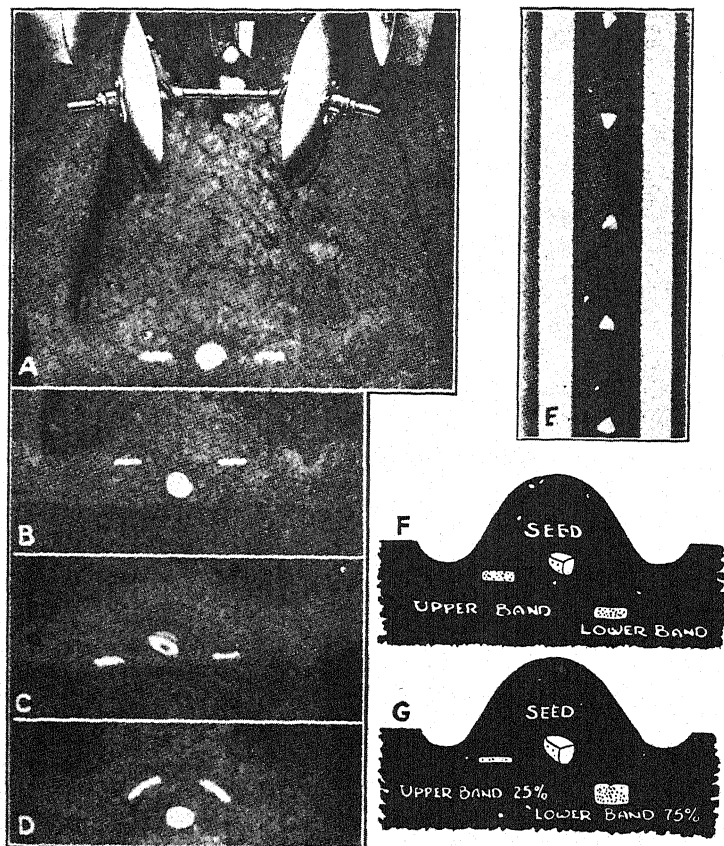 A
B
C
D
E
F
SEED
UPPER BAND
LOWER BAND
G
SEED
UPPER BAND 25%
LOWER BAND 75%